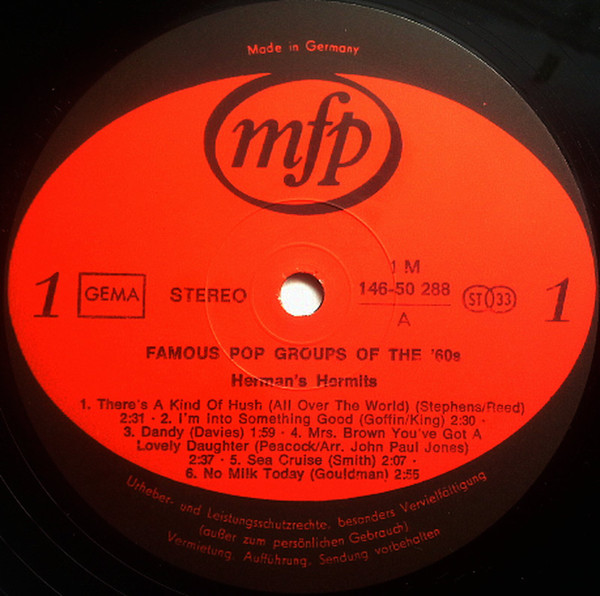 Made in Germany
mfp
1 M
1 GEMA STEREO 146-50 288 ST 33 1
A
FAMOUS POP GROUPS OF THE '60s
Herman's Hermits
1. There's A Kind Of Hush (All Over The World) (Stephens/Reed)
2:31 · 2. I'm Into Something Good (Goffin/King) 2:30 ·
3. Dandy (Davies) 1:59 · 4. Mrs. Brown You've Got A
Lovely Daughter (Peacock/Arr. John Paul Jones)
2:37 · 5. Sea Cruise (Smith) 2:07 ·
6. No Milk Today (Gouldman) 2:55
Urheber- und Leistungsschutzrechte, besonders Vervielfältigung
(außer zum persönlichen Gebrauch)
Vermietung, Aufführung, Sendung vorbehalten